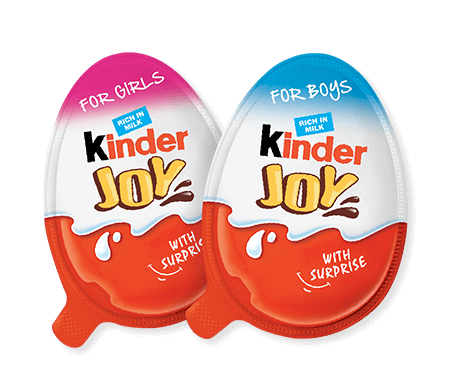 FOR GIRLS
RICH IN
MILK
Kinder
JOY
WITH
SURPRISE
FOR BOYS
RICH IN
MILK
Kinder
JOY
WITH
SURPRISE